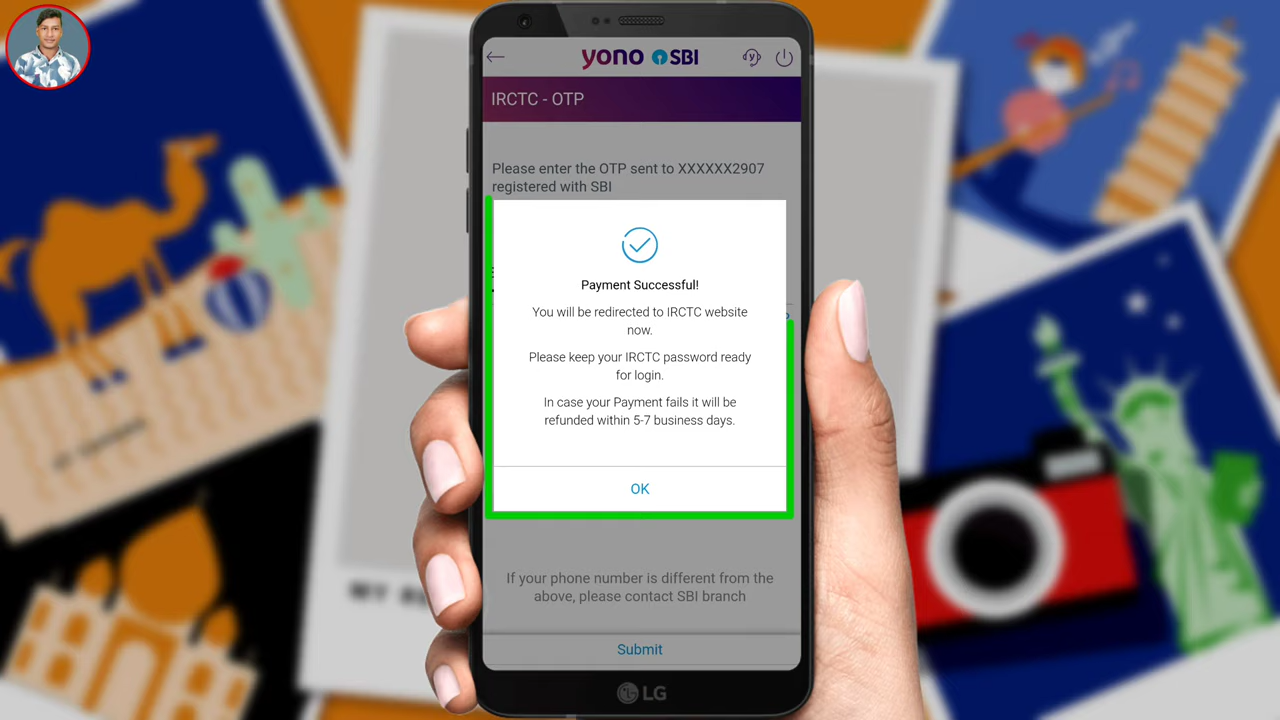 yono SBI
IRCTC - OTP
Please enter the OTP sent to XXXXXX2907
registered with SBI
Payment Successful!
You will be redirected to IRCTC website
now.
Please keep your IRCTC password ready
for login.
In case your Payment fails it will be
refunded within 5-7 business days.
OK
If your phone number is different from the
above, please contact SBI branch
Submit
LG
MY